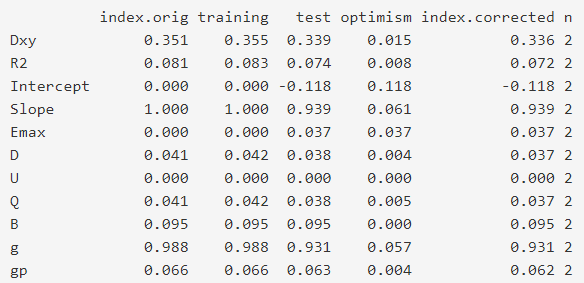 index.orig training test optimism index.corrected n
Dxy 0.351 0.355 0.339 0.015 0.336 2
R2 0.081 0.083 0.074 0.008 0.072 2
Intercept 0.000 0.000 -0.118 0.118 -0.118 2
Slope 1.000 1.000 0.939 0.061 0.939 2
Emax 0.000 0.000 0.037 0.037 0.037 2
D 0.041 0.042 0.038 0.004 0.037 2
U 0.000 0.000 0.000 0.000 0.000 2
Q 0.041 0.042 0.038 0.005 0.037 2
B 0.095 0.095 0.095 0.000 0.095 2
g 0.988 0.988 0.931 0.057 0.931 2
gp 0.066 0.066 0.063 0.004 0.062 2